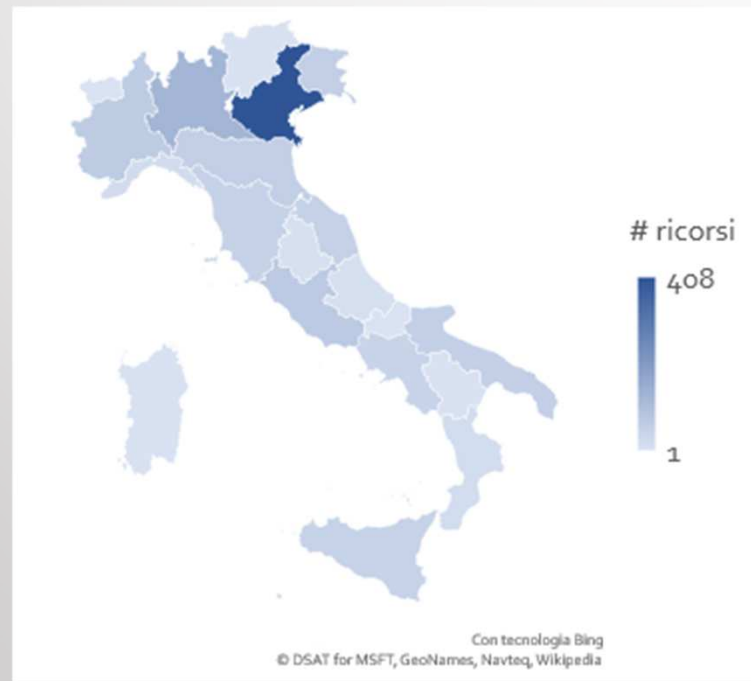 # ricorsi
408
1
Con tecnologia Bing
© DSAT for MSFT, GeoNames, Navteq, Wikipedia